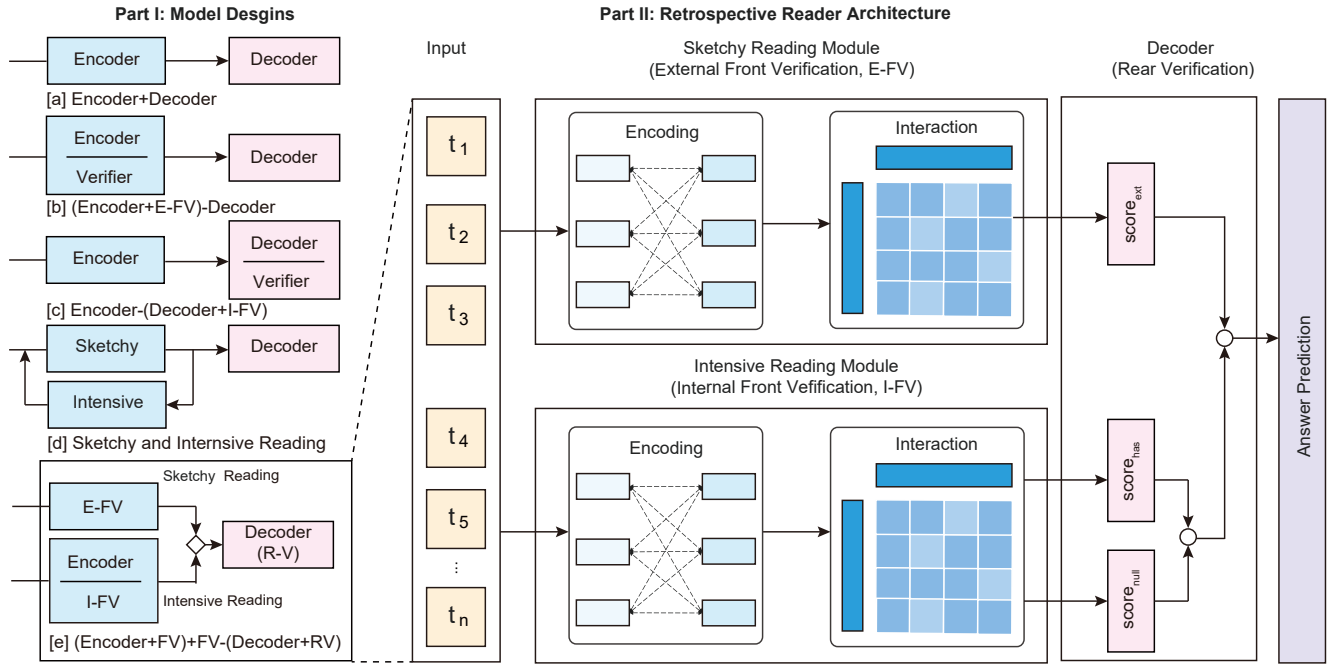 Part I: Model Desgins
Encoder
Decoder
[a] Encoder+Decoder
Encoder
Verifier
Decoder
[b] (Encoder+E-FV)-Decoder
Encoder
Decoder
Verifier
[c] Encoder-(Decoder+I-FV)
Sketchy
Decoder
Intensive
[d] Sketchy and Internsive Reading
Sketchy Reading
E-FV
Decoder
(R-V)
Encoder
I-FV
Intensive Reading
[e] (Encoder+FV)+FV-(Decoder+RV)
Part II: Retrospective Reader Architecture
Input
t1
t2
t3
t4
t5
...
tn
Sketchy Reading Module
(External Front Verification, E-FV)
Encoding
Interaction
Intensive Reading Module
(Internal Front Vefification, I-FV)
Encoding
Interaction
Decoder
(Rear Verification)
scoreext
scorehas
scorenull
Answer Prediction